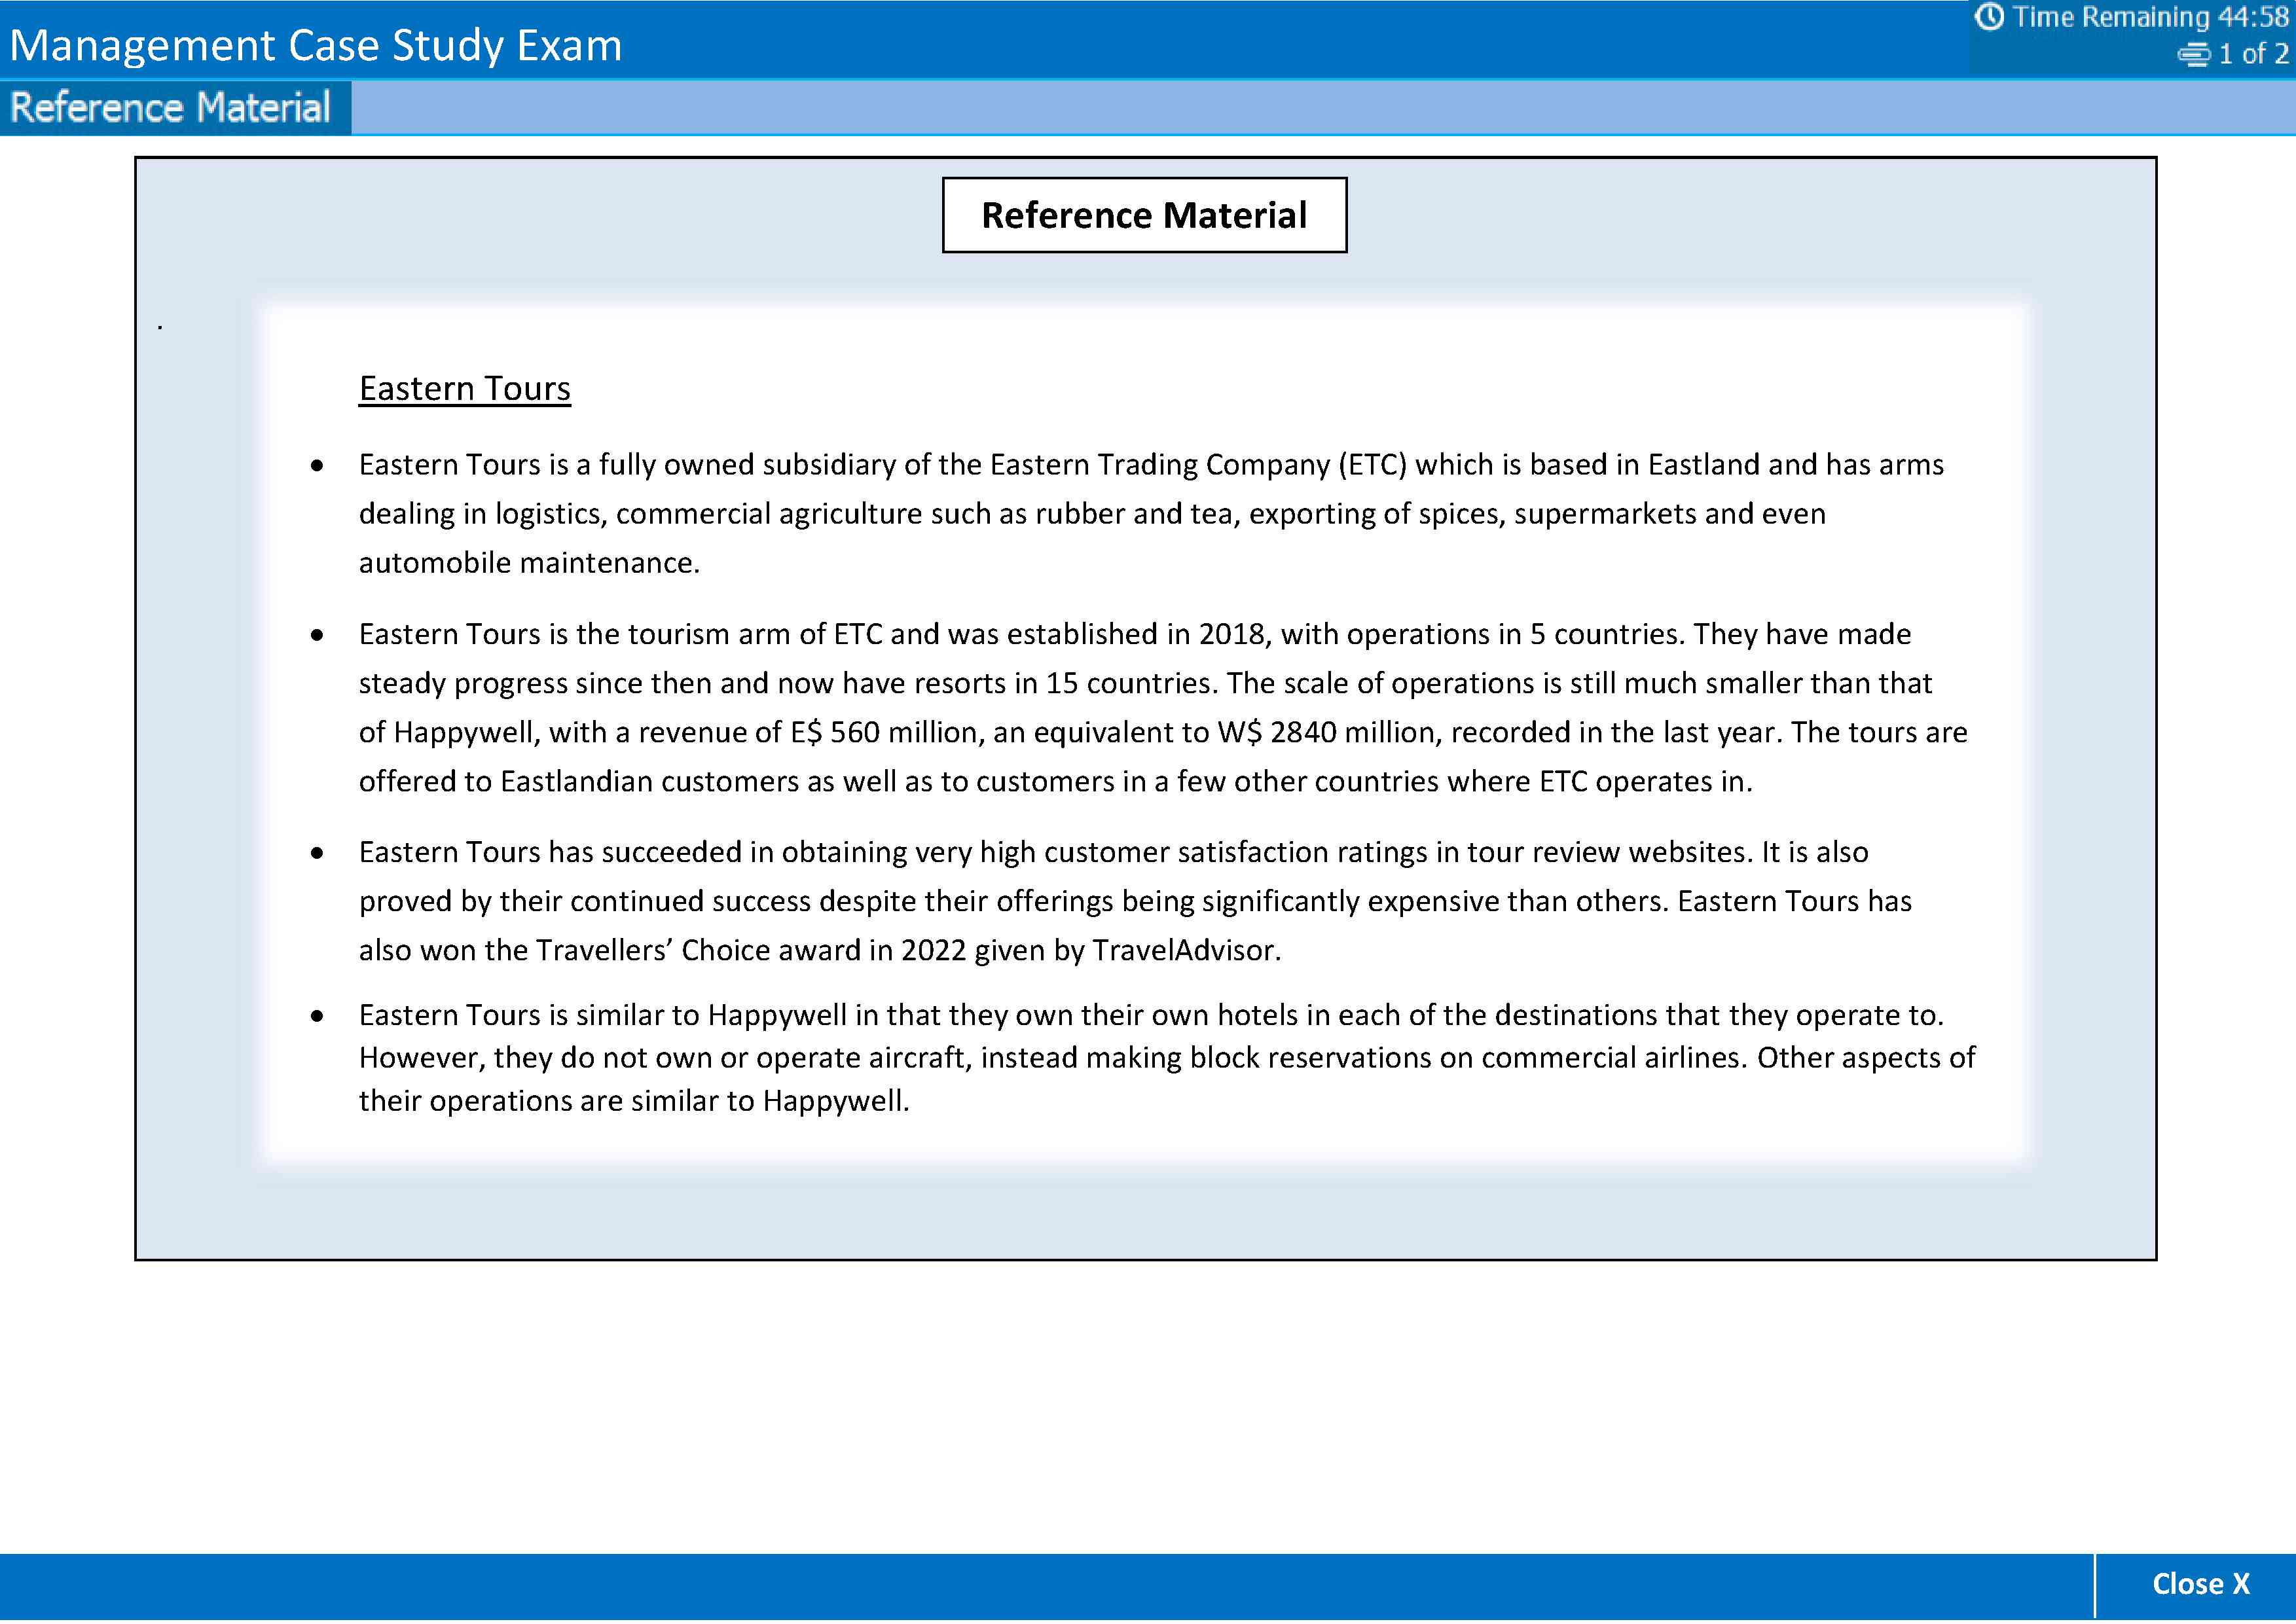 Management Case Study Exam
Time Remaining 44:58
1 of 2
Reference Material
Reference Material
.
Eastern Tours
• Eastern Tours is a fully owned subsidiary of the Eastern Trading Company (ETC) which is based in Eastland and has arms
dealing in logistics, commercial agriculture such as rubber and tea, exporting of spices, supermarkets and even
automobile maintenance.
• Eastern Tours is the tourism arm of ETC and was established in 2018, with operations in 5 countries. They have made
steady progress since then and now have resorts in 15 countries. The scale of operations is still much smaller than that
of Happywell, with a revenue of E$ 560 million, an equivalent to W$ 2840 million, recorded in the last year. The tours are
offered to Eastlandian customers as well as to customers in a few other countries where ETC operates in.
• Eastern Tours has succeeded in obtaining very high customer satisfaction ratings in tour review websites. It is also
proved by their continued success despite their offerings being significantly expensive than others. Eastern Tours has
also won the Travellers’ Choice award in 2022 given by TravelAdvisor.
• Eastern Tours is similar to Happywell in that they own their own hotels in each of the destinations that they operate to.
However, they do not own or operate aircraft, instead making block reservations on commercial airlines. Other aspects of
their operations are similar to Happywell.
Close X